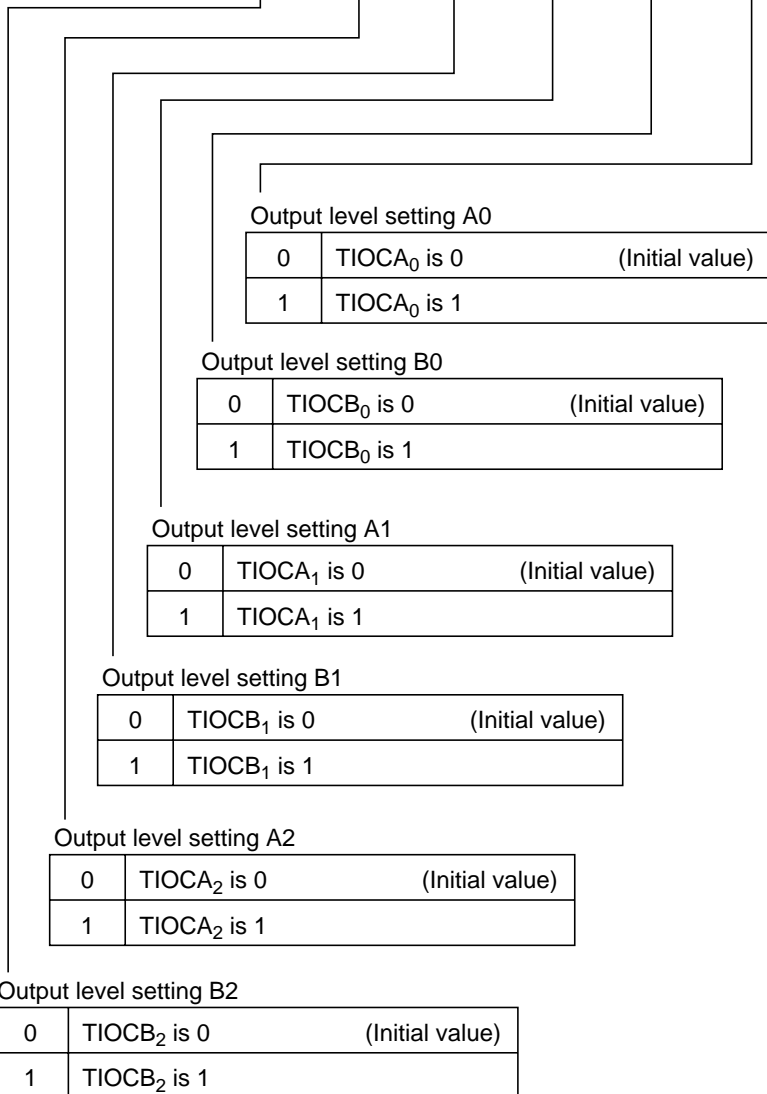 Output level setting A0
0 TIOCA₀ is 0 (Initial value)
1 TIOCA₀ is 1
Output level setting B0
0 TIOCB₀ is 0 (Initial value)
1 TIOCB₀ is 1
Output level setting A1
0 TIOCA₁ is 0 (Initial value)
1 TIOCA₁ is 1
Output level setting B1
0 TIOCB₁ is 0 (Initial value)
1 TIOCB₁ is 1
Output level setting A2
0 TIOCA₂ is 0 (Initial value)
1 TIOCA₂ is 1
Output level setting B2
0 TIOCB₂ is 0 (Initial value)
1 TIOCB₂ is 1